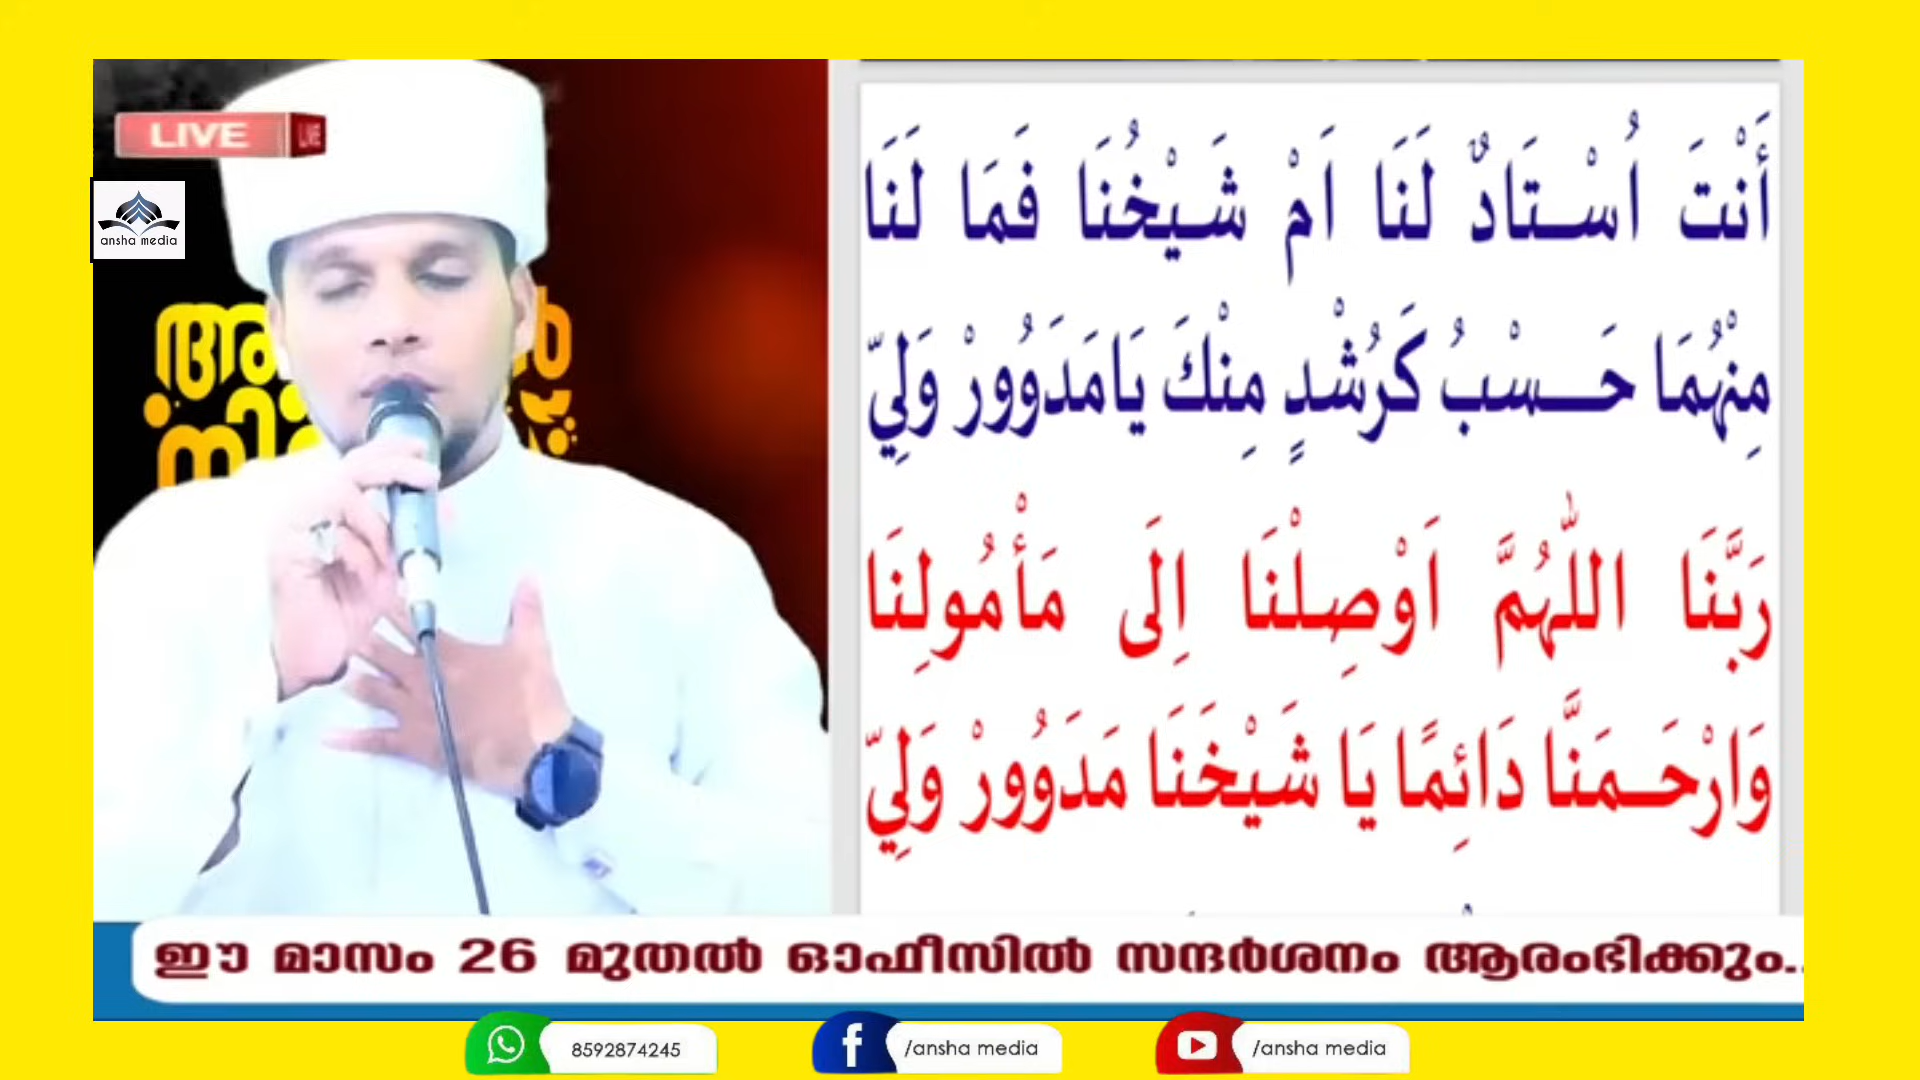 LIVE
LIVE
ansha media
أَنْتَ اُسْتَادٌ لَنَا اَمْ شَيْخُنَا فَمَا لَنَا
مِنْهُمَا حَسْبُ كَرُشْدٍ مِنْكَ يَامَدَوُورْ وَلِيّ
رَبَّنَا اللّٰهُمَّ اَوْصِلْنَا اِلَى مَأْمُولِنَا
وَارْحَمَنَّا دَائِمًا يَا شَيْخَنَا مَدَوُورْ وَلِيّ
ഈ മാസം 26 മുതൽ ഓഫീസിൽ സന്ദർശനം ആരംഭിക്കും..
8592874245
/ansha media
/ansha media